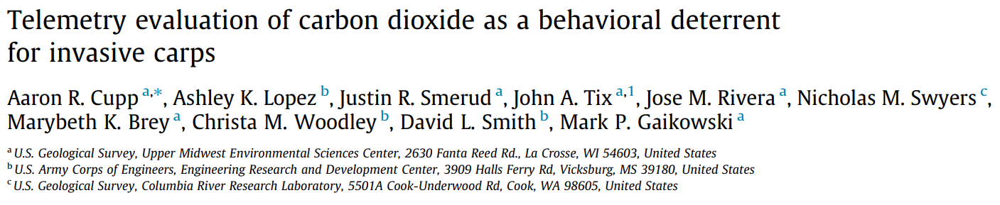 Telemetry evaluation of carbon dioxide as a behavioral deterrent
for invasive carps
Aaron R. Cupp a,*, Ashley K. Lopez b, Justin R. Smerud a, John A. Tix a,1, Jose M. Rivera a, Nicholas M. Swyers c,
Marybeth K. Brey a, Christa M. Woodley b, David L. Smith b, Mark P. Gaikowski a
a U.S. Geological Survey, Upper Midwest Environmental Sciences Center, 2630 Fanta Reed Rd., La Crosse, WI 54603, United States
b U.S. Army Corps of Engineers, Engineering Research and Development Center, 3909 Halls Ferry Rd, Vicksburg, MS 39180, United States
c U.S. Geological Survey, Columbia River Research Laboratory, 5501A Cook-Underwood Rd, Cook, WA 98605, United States